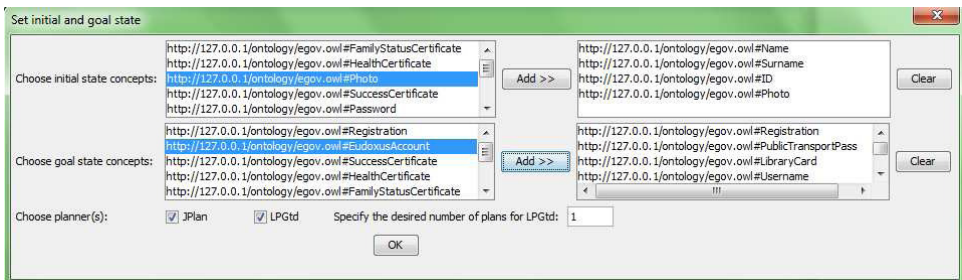 Set initial and goal state
Choose initial state concepts:
http://127.0.0.1/ontology/egov.owl#FamilyStatusCertificate
http://127.0.0.1/ontology/egov.owl#HealthCertificate
http://127.0.0.1/ontology/egov.owl#Photo
http://127.0.0.1/ontology/egov.owl#SuccessCertificate
http://127.0.0.1/ontology/egov.owl#Password
Add >>
http://127.0.0.1/ontology/egov.owl#Name
http://127.0.0.1/ontology/egov.owl#Surname
http://127.0.0.1/ontology/egov.owl#ID
http://127.0.0.1/ontology/egov.owl#Photo
Clear
Choose goal state concepts:
http://127.0.0.1/ontology/egov.owl#Registration
http://127.0.0.1/ontology/egov.owl#EudoxusAccount
http://127.0.0.1/ontology/egov.owl#SuccessCertificate
http://127.0.0.1/ontology/egov.owl#HealthCertificate
http://127.0.0.1/ontology/egov.owl#FamilyStatusCertificate
Add >>
http://127.0.0.1/ontology/egov.owl#Registration
http://127.0.0.1/ontology/egov.owl#PublicTransportPass
http://127.0.0.1/ontology/egov.owl#LibraryCard
http://127.0.0.1/ontology/egov.owl#Username
Clear
Choose planner(s): JPlan LPGtd Specify the desired number of plans for LPGtd: 1
OK